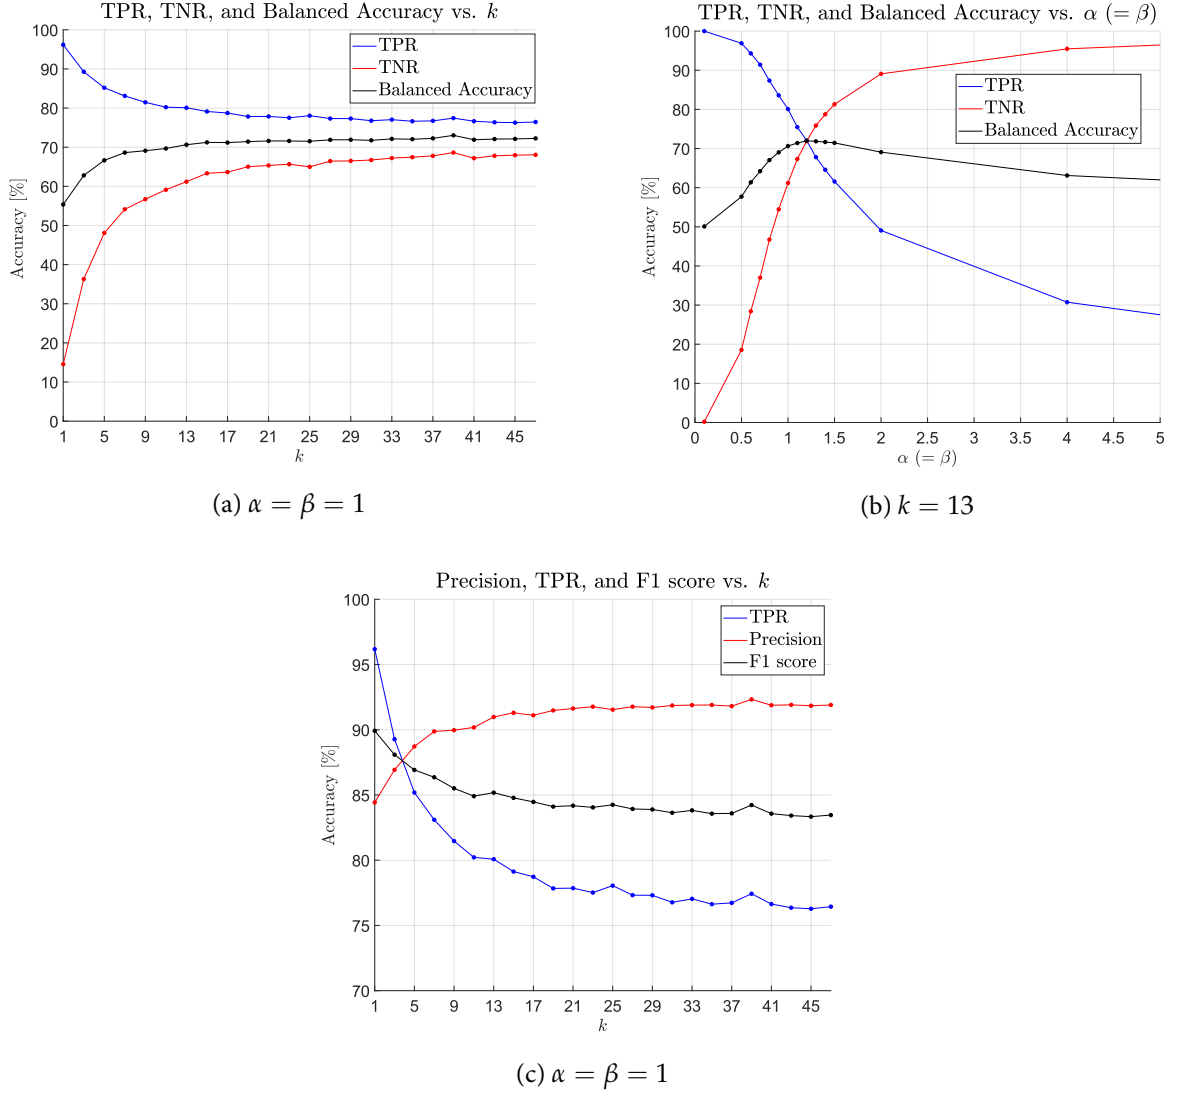 TPR, TNR, and Balanced Accuracy vs. k
100
90
80
70
60
50
40
30
20
10
0
Accuracy [%]
TPR
TNR
Balanced Accuracy
1 5 9 13 17 21 25 29 33 37 41 45
k
(a) α = β = 1
TPR, TNR, and Balanced Accuracy vs. α (= β)
100
90
80
70
60
50
40
30
20
10
0
Accuracy [%]
TPR
TNR
Balanced Accuracy
0 0.5 1 1.5 2 2.5 3 3.5 4 4.5 5
α (= β)
(b) k = 13
Precision, TPR, and F1 score vs. k
100
95
90
85
80
75
70
Accuracy [%]
TPR
Precision
F1 score
1 5 9 13 17 21 25 29 33 37 41 45
k
(c) α = β = 1